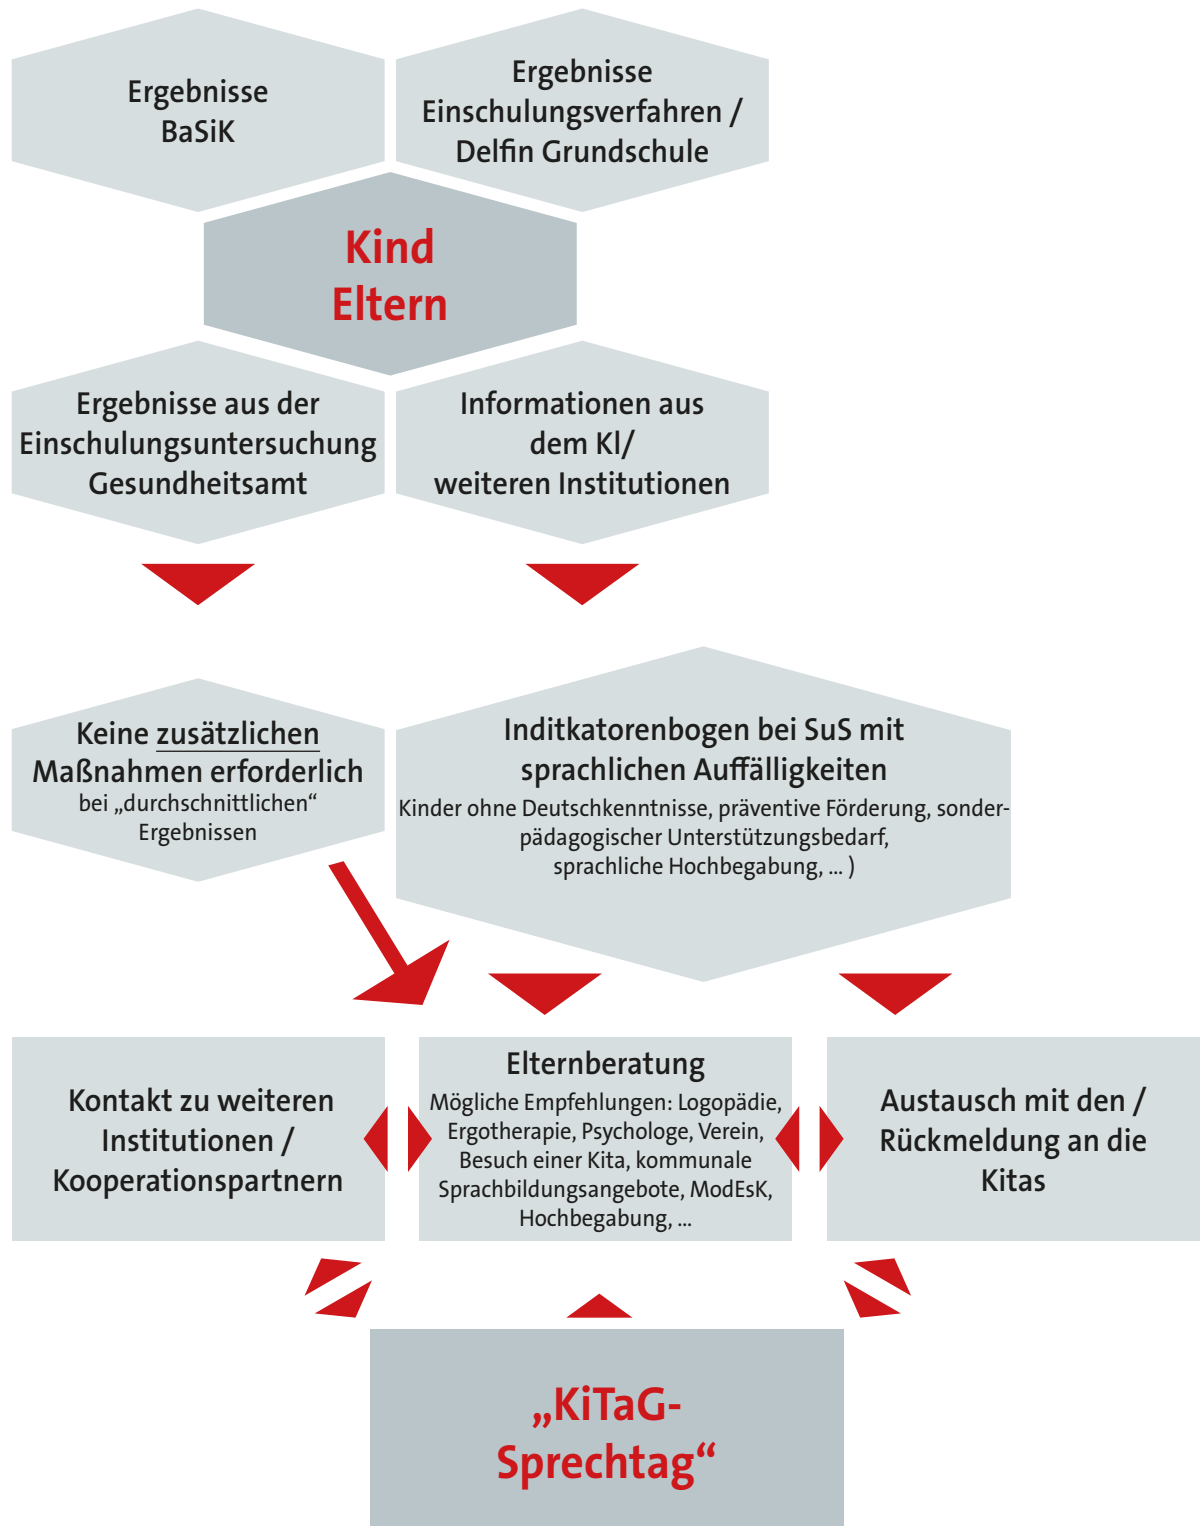 Ergebnisse
BaSiK
Ergebnisse
Einschulungsverfahren /
Delfin Grundschule
Kind
Eltern
Ergebnisse aus der
Einschulungsuntersuchung
Gesundheitsamt
Informationen aus
dem Kl/
weiteren Institutionen
Keine zusätzlichen
Maßnahmen erforderlich
bei „durchschnittlichen“
Ergebnissen
Inditkatorenbogen bei SuS mit
sprachlichen Auffälligkeiten
Kinder ohne Deutschkenntnisse, präventive Förderung, sonder-
pädagogischer Unterstützungsbedarf,
sprachliche Hochbegabung, ... )
Kontakt zu weiteren
Institutionen /
Kooperationspartnern
Elternberatung
Mögliche Empfehlungen: Logopädie,
Ergotherapie, Psychologe, Verein,
Besuch einer Kita, kommunale
Sprachbildungsangebote, ModEsK,
Hochbegabung, ...
Austausch mit den /
Rückmeldung an die
Kitas
„KiTaG-
Sprechtag“